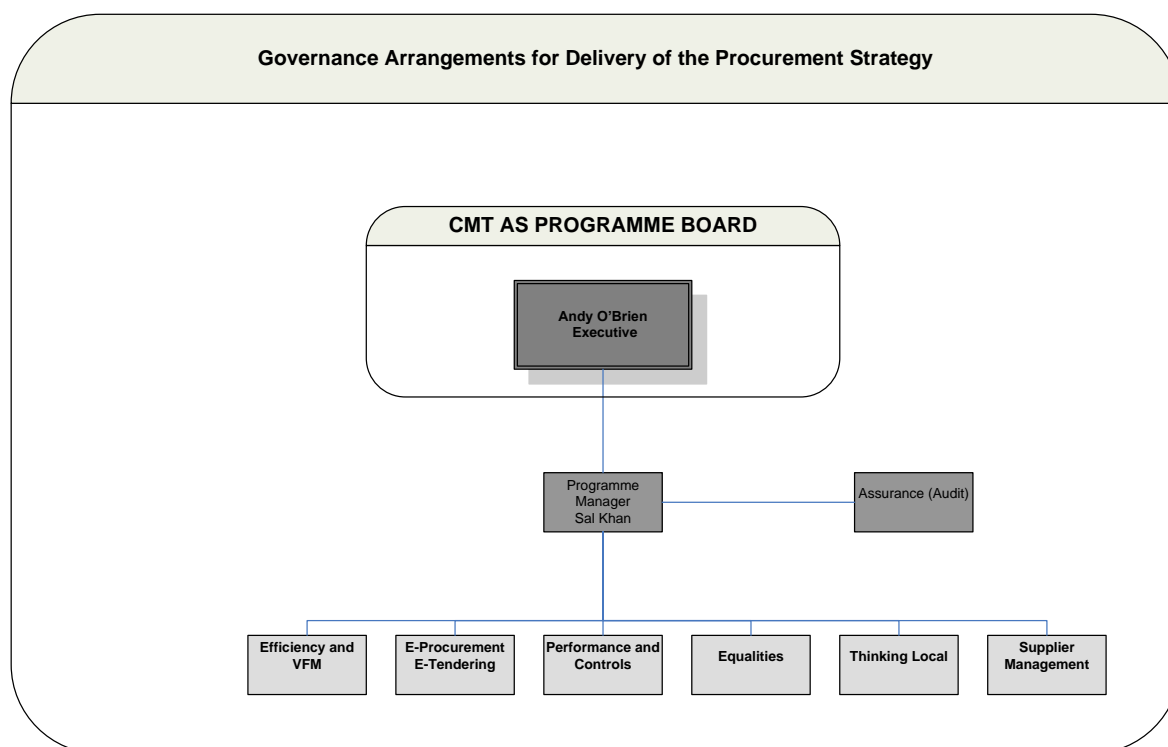 Governance Arrangements for Delivery of the Procurement Strategy
CMT AS PROGRAMME BOARD
Andy O’Brien
Executive
Programme
Manager
Sal Khan
Assurance (Audit)
Efficiency and
VFM
E-Procurement
E-Tendering
Performance and
Controls
Equalities
Thinking Local
Supplier
Management